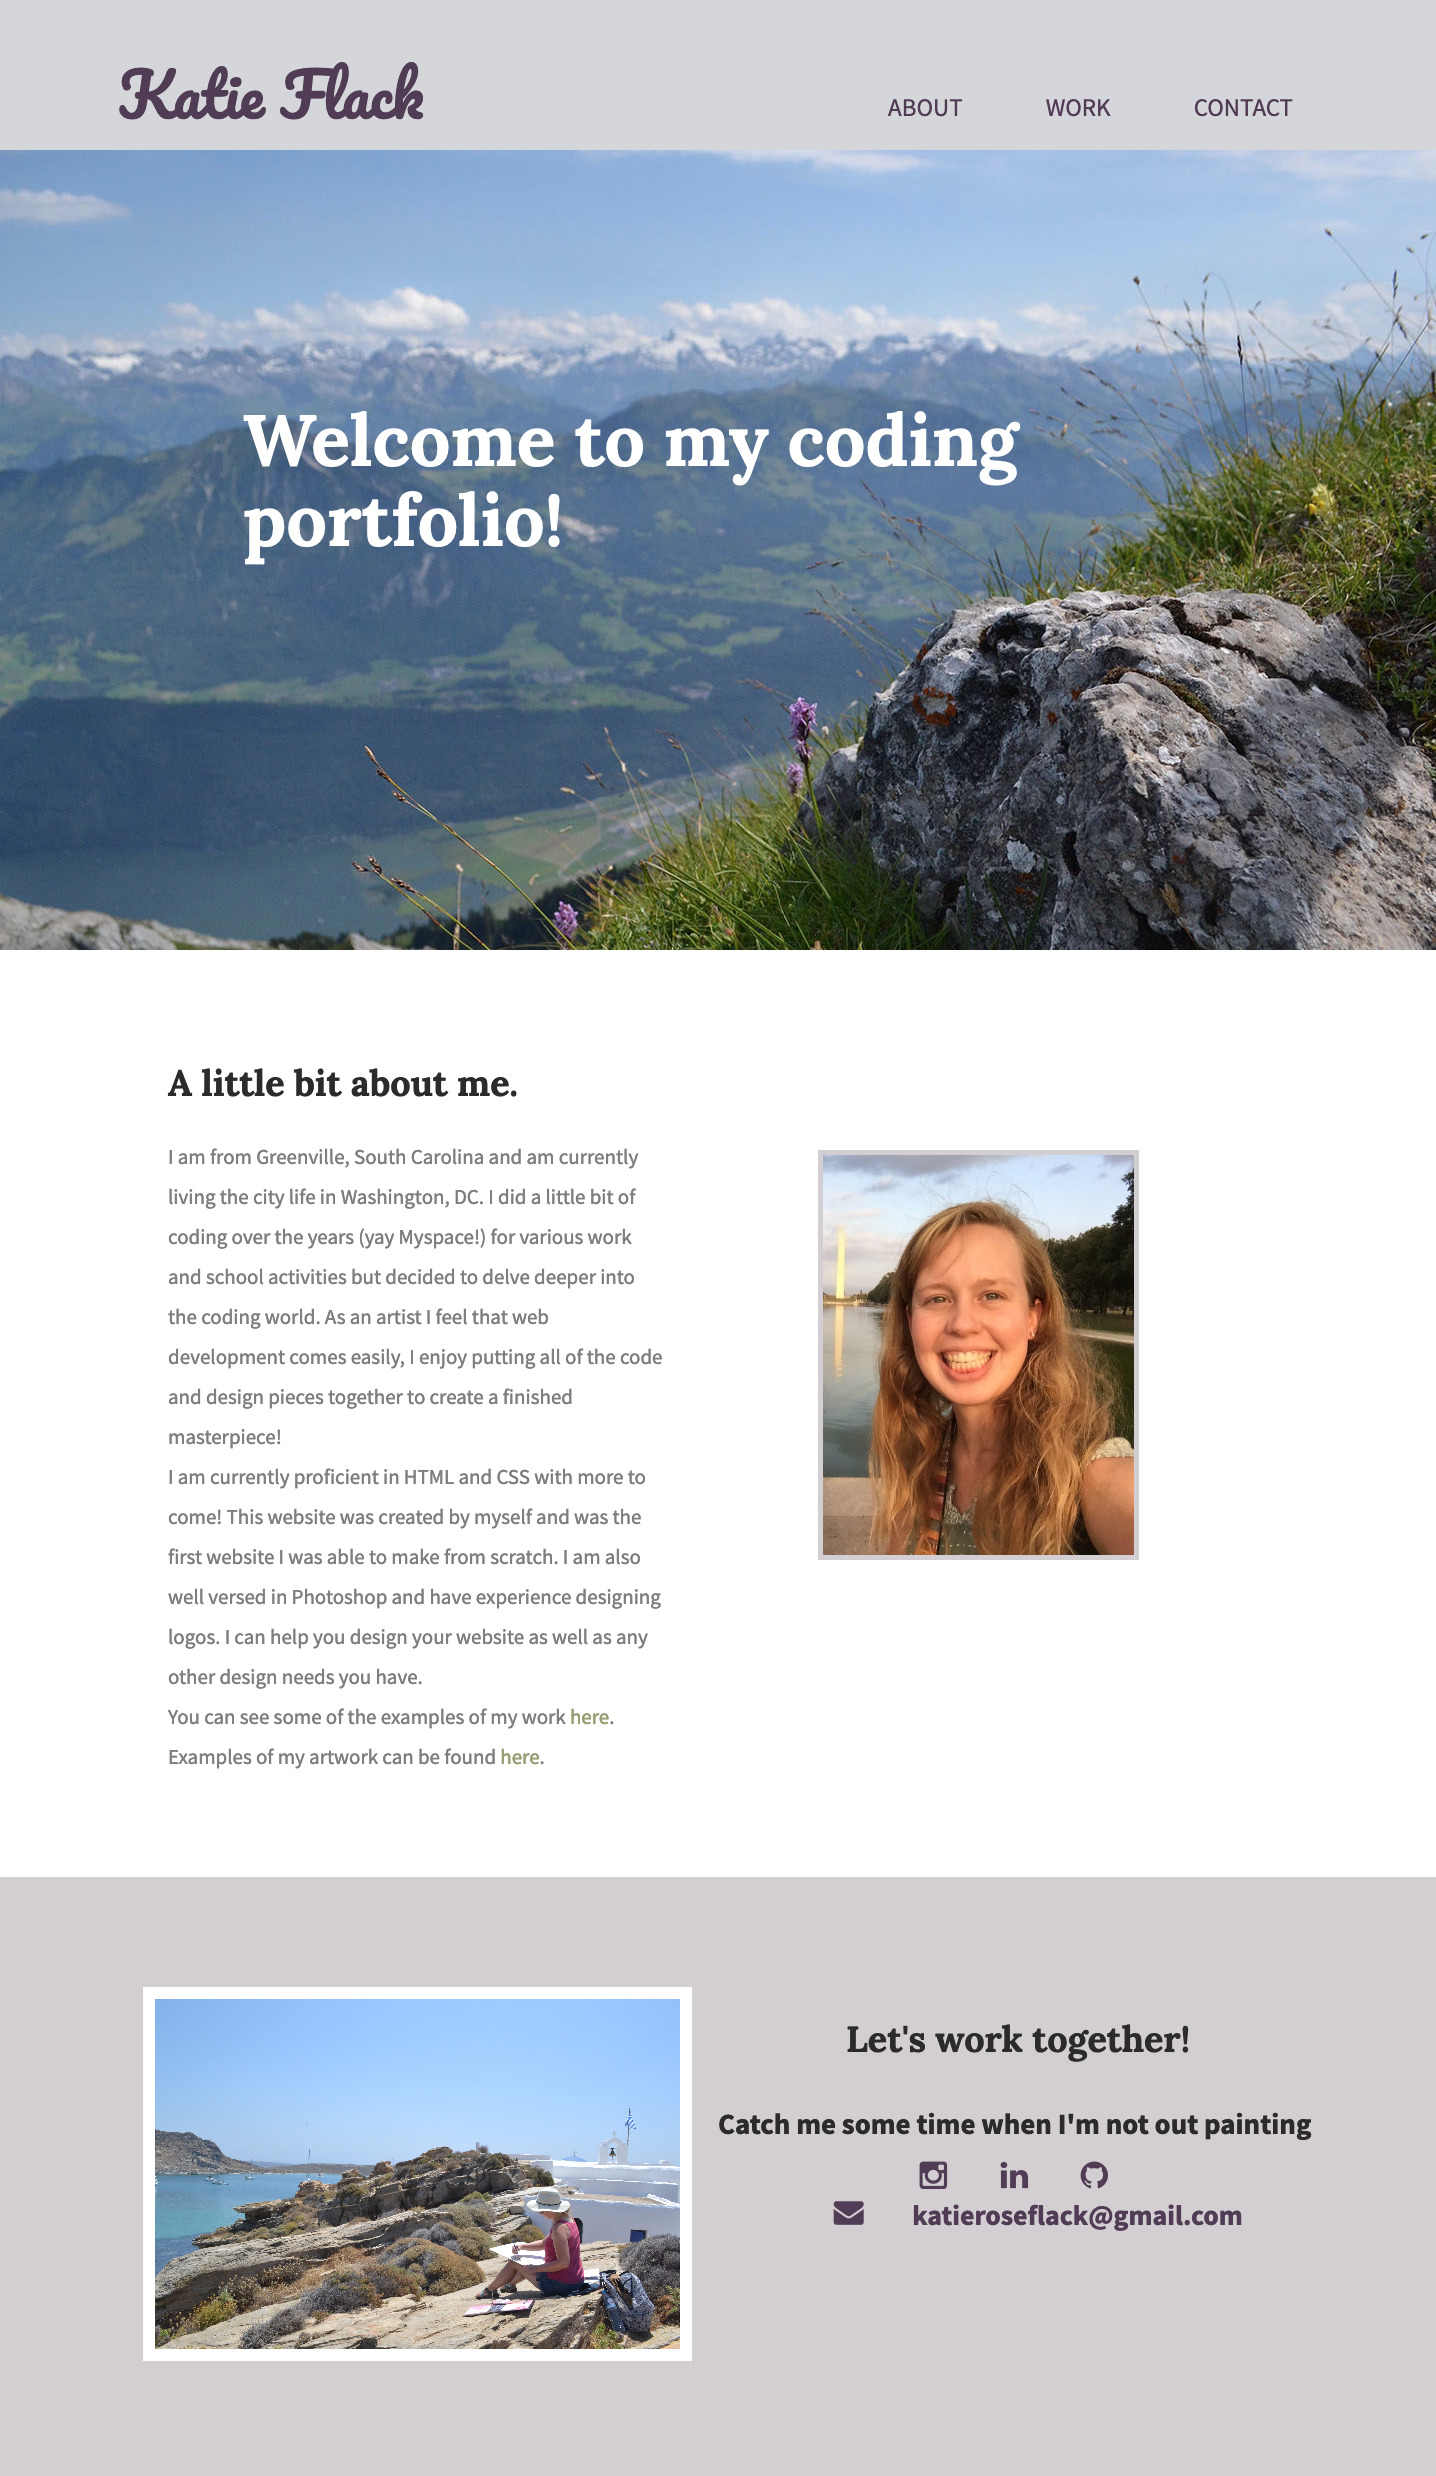 Katie Flack
ABOUT WORK CONTACT
Welcome to my coding
portfolio!
A little bit about me.
I am from Greenville, South Carolina and am currently
living the city life in Washington, DC. I did a little bit of
coding over the years (yay Myspace!) for various work
and school activities but decided to delve deeper into
the coding world. As an artist I feel that web
development comes easily, I enjoy putting all of the code
and design pieces together to create a finished
masterpiece!
I am currently proficient in HTML and CSS with more to
come! This website was created by myself and was the
first website I was able to make from scratch. I am also
well versed in Photoshop and have experience designing
logos. I can help you design your website as well as any
other design needs you have.
You can see some of the examples of my work here.
Examples of my artwork can be found here.
Let's work together!
Catch me some time when I'm not out painting
katieroseflack@gmail.com